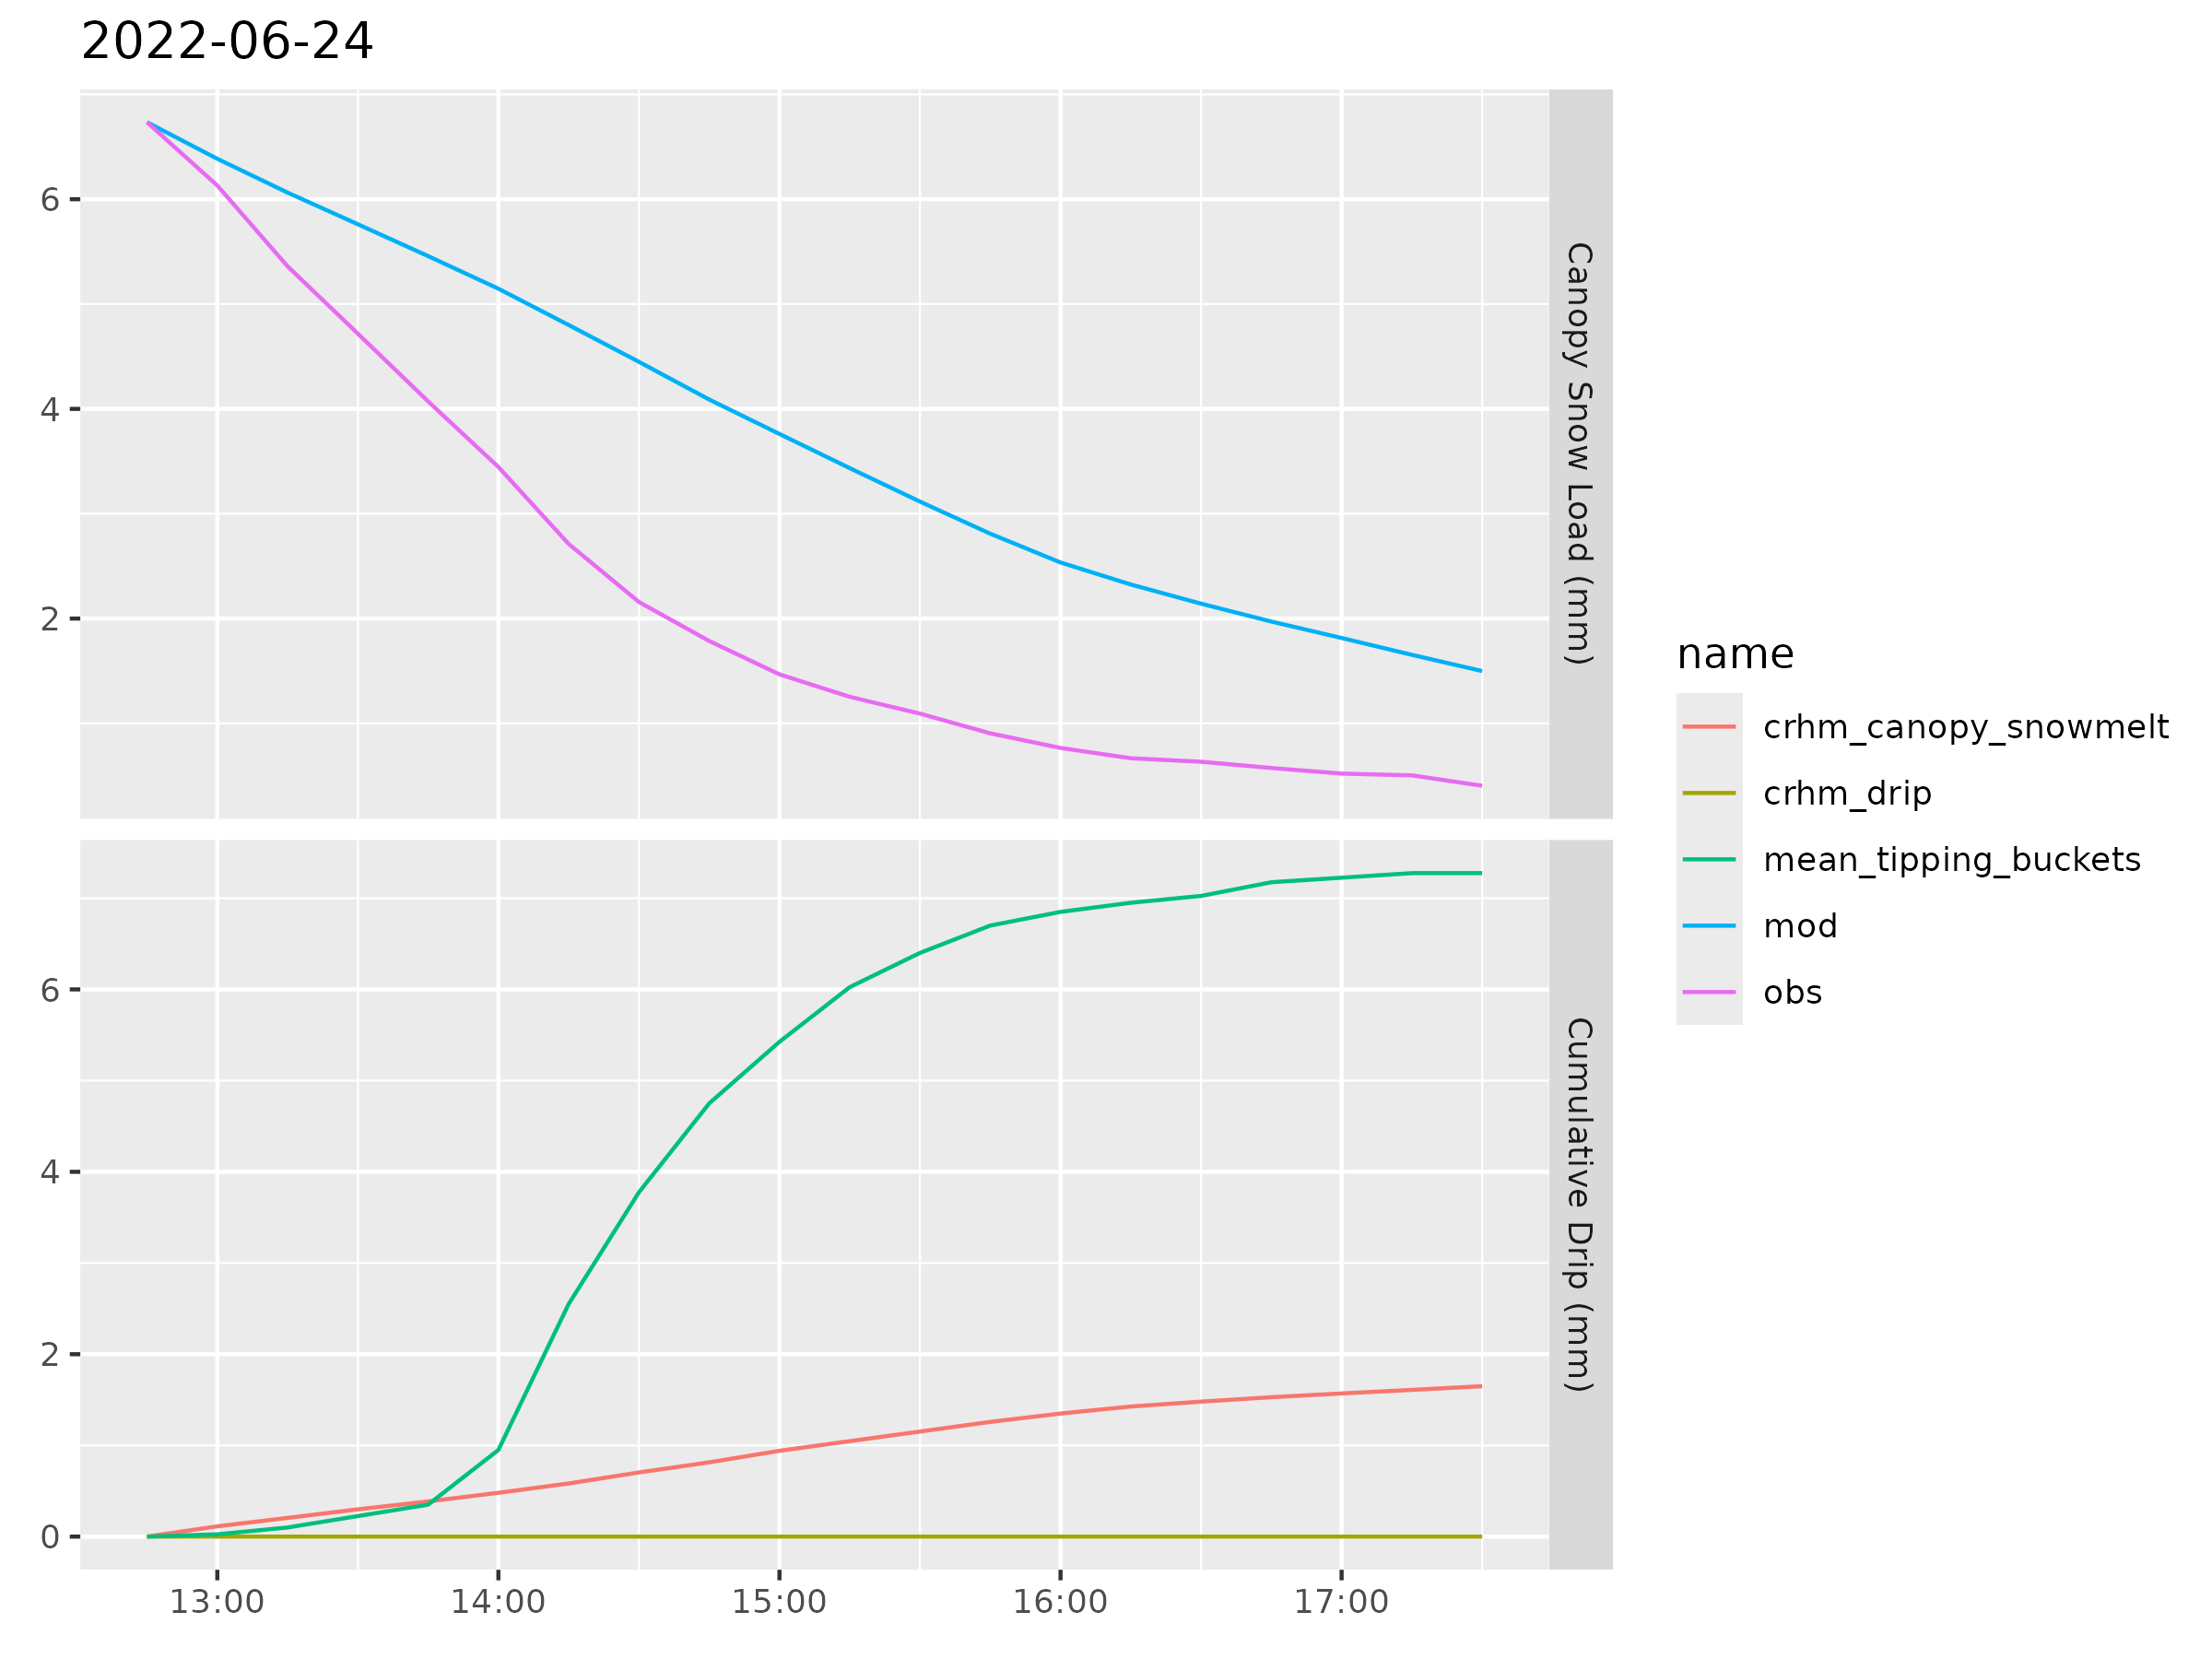 2022-06-24
6
4
2
Canopy Snow Load (mm)
6
4
2
0
Cumulative Drip (mm)
13:00
14:00
15:00
16:00
17:00
name
crhm_canopy_snowmelt
crhm_drip
mean_tipping_buckets
mod
obs